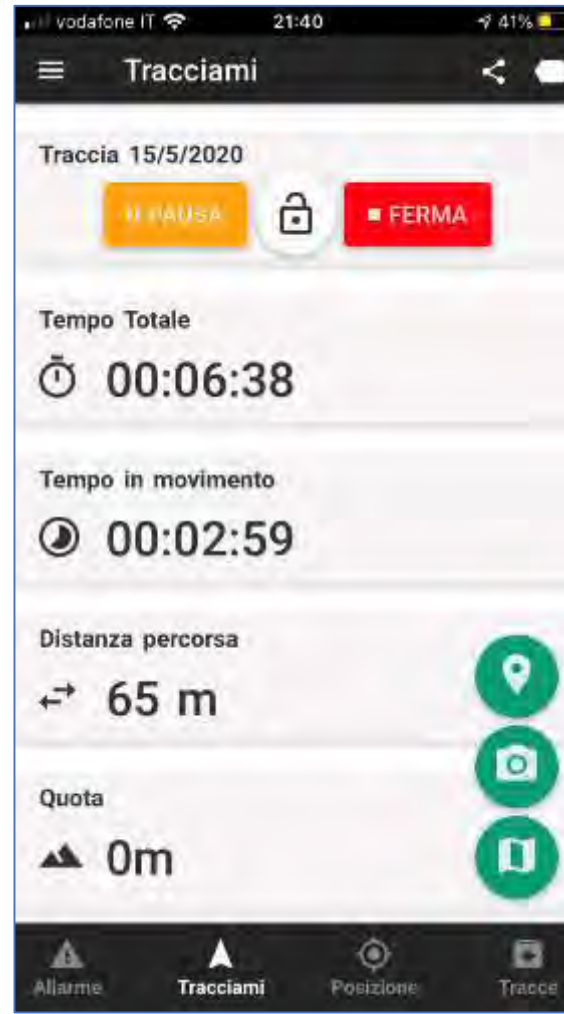 vodafone IT 21:40 41%
Tracciami
Traccia 15/5/2020
PAUSA FERMA
Tempo Totale
00:06:38
Tempo in movimento
00:02:59
Distanza percorsa
65 m
Quota
0m
Allarme Tracciami Posizione Tracce